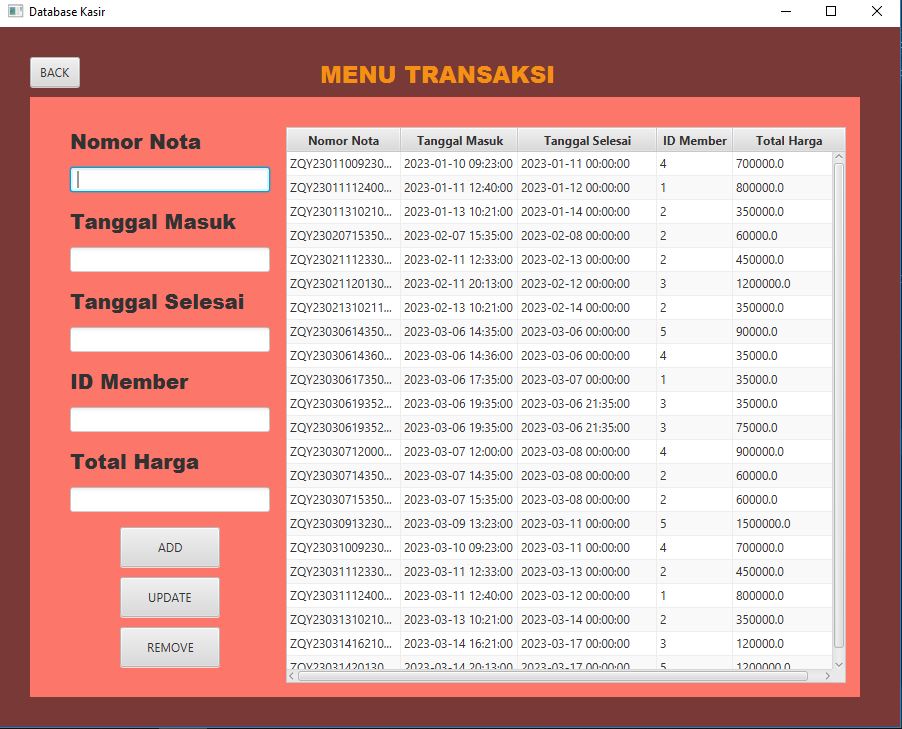 Database Kasir
BACK
MENU TRANSAKSI
Nomor Nota
Tanggal Masuk
Tanggal Selesai
ID Member
Total Harga
ADD
UPDATE
REMOVE
Nomor Nota Tanggal Masuk Tanggal Selesai ID Member Total Harga
ZQY23011009230... 2023-01-10 09:23:00 2023-01-11 00:00:00 4 700000.0
ZQY23011112400... 2023-01-11 12:40:00 2023-01-12 00:00:00 1 800000.0
ZQY23011310210... 2023-01-13 10:21:00 2023-01-14 00:00:00 2 350000.0
ZQY23020715350... 2023-02-07 15:35:00 2023-02-08 00:00:00 2 60000.0
ZQY23021112330... 2023-02-11 12:33:00 2023-02-13 00:00:00 2 450000.0
ZQY23021120130... 2023-02-11 20:13:00 2023-02-12 00:00:00 3 1200000.0
ZQY23021310211... 2023-02-13 10:21:00 2023-02-14 00:00:00 2 350000.0
ZQY23030614350... 2023-03-06 14:35:00 2023-03-06 00:00:00 5 90000.0
ZQY23030614360... 2023-03-06 14:36:00 2023-03-06 00:00:00 4 35000.0
ZQY23030617350... 2023-03-06 17:35:00 2023-03-07 00:00:00 1 35000.0
ZQY23030619352... 2023-03-06 19:35:00 2023-03-06 21:35:00 3 35000.0
ZQY23030619352... 2023-03-06 19:35:00 2023-03-06 21:35:00 3 75000.0
ZQY23030712000... 2023-03-07 12:00:00 2023-03-08 00:00:00 4 900000.0
ZQY23030714350... 2023-03-07 14:35:00 2023-03-08 00:00:00 2 60000.0
ZQY23030715350... 2023-03-07 15:35:00 2023-03-08 00:00:00 2 60000.0
ZQY23030913230... 2023-03-09 13:23:00 2023-03-11 00:00:00 5 1500000.0
ZQY23031009230... 2023-03-10 09:23:00 2023-03-11 00:00:00 4 700000.0
ZQY23031112330... 2023-03-11 12:33:00 2023-03-13 00:00:00 2 450000.0
ZQY23031112400... 2023-03-11 12:40:00 2023-03-12 00:00:00 1 800000.0
ZQY23031310210... 2023-03-13 10:21:00 2023-03-14 00:00:00 2 350000.0
ZQY23031416210... 2023-03-14 16:21:00 2023-03-17 00:00:00 3 120000.0
ZQY23031420130... 2023-03-14 20:13:00 2023-03-17 00:00:00 5 1200000.0